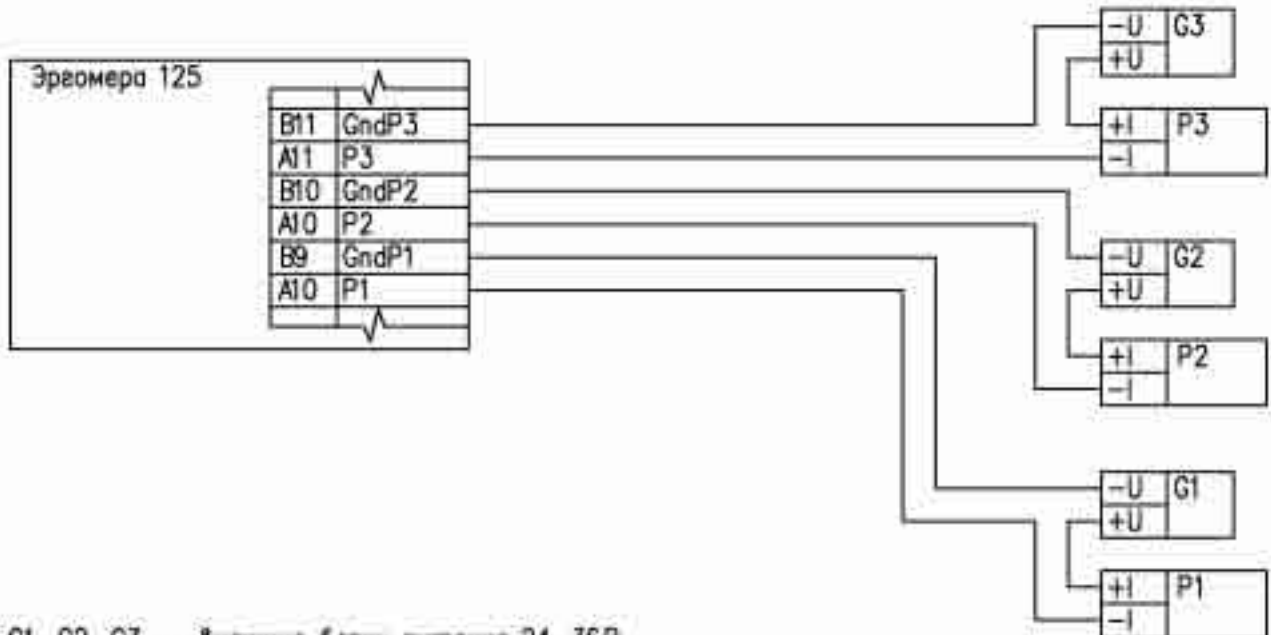 Эргомера 125
B11 GndP3
A11 P3
B10 GndP2
A10 P2
B9 GndP1
A10 P1
-U G3
+U
+I P3
-I
-U G2
+U
+I P2
-I
-U G1
+U
+I P1
-I
G1, G2, G3